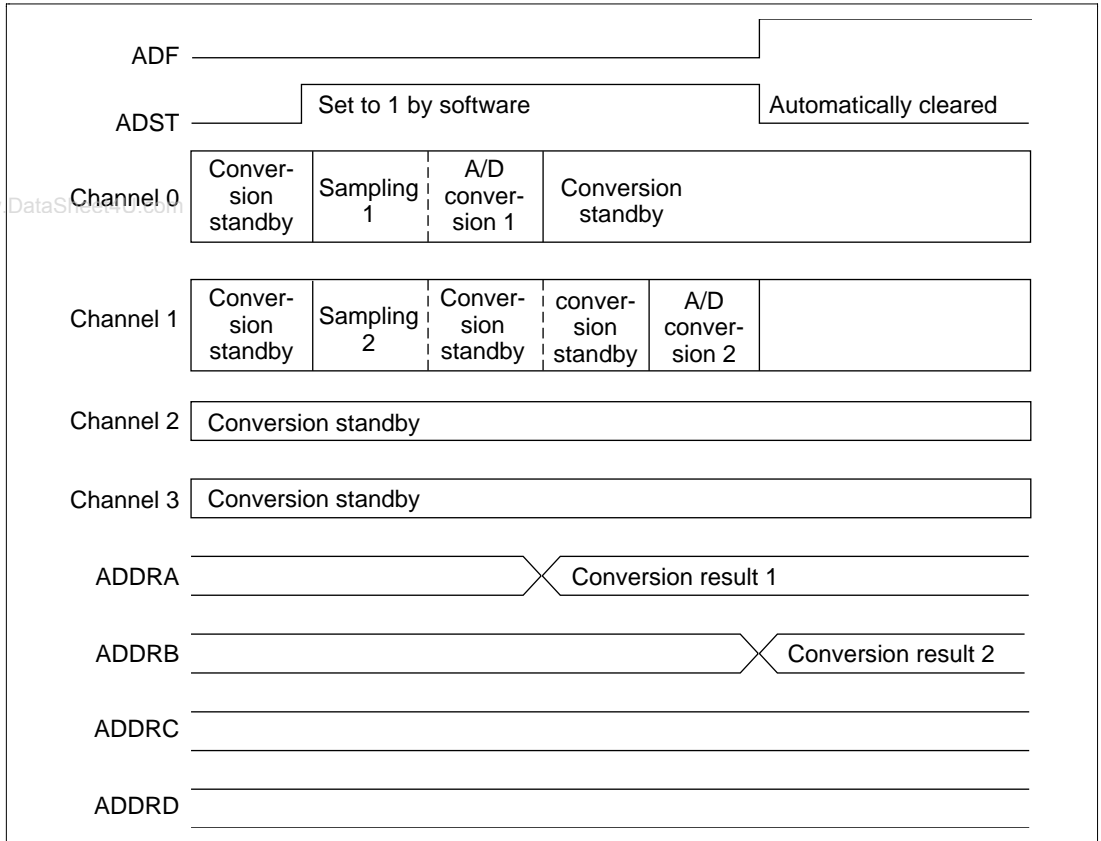 ADF
ADST
Set to 1 by software
Automatically cleared
Channel 0
Conver-
sion
standby
Sampling
1
A/D
conver-
sion 1
Conversion
standby
Channel 1
Conver-
sion
standby
Sampling
2
Conver-
sion
standby
conver-
sion
standby
A/D
conver-
sion 2
Channel 2
Conversion standby
Channel 3
Conversion standby
ADDRA
Conversion result 1
ADDRB
Conversion result 2
ADDRC
ADDRD
.DataSheet4U.com